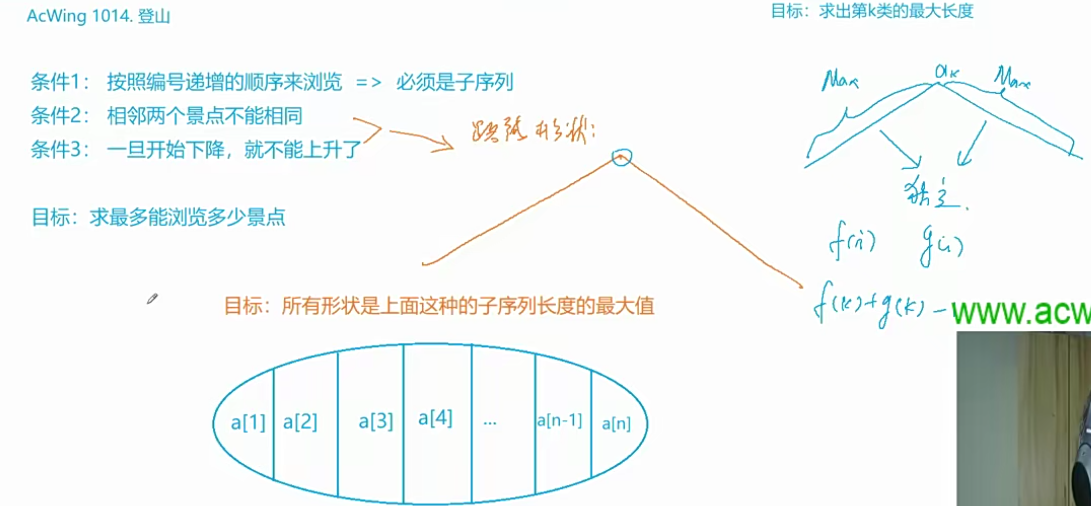 AcWing 1014. 登山
目标：求出第k类的最大长度
条件1： 按照编号递增的顺序来浏览 => 必须是子序列
条件2： 相邻两个景点不能相同
条件3： 一旦开始下降，就不能上升了
形状：
Max
ak
Max
独立.
目标：求最多能浏览多少景点
f(i) g(i)
f(k)+g(k)-
目标：所有形状是上面这种的子序列长度的最大值
www.acw
a[1] a[2] a[3] a[4] ... a[n-1] a[n]